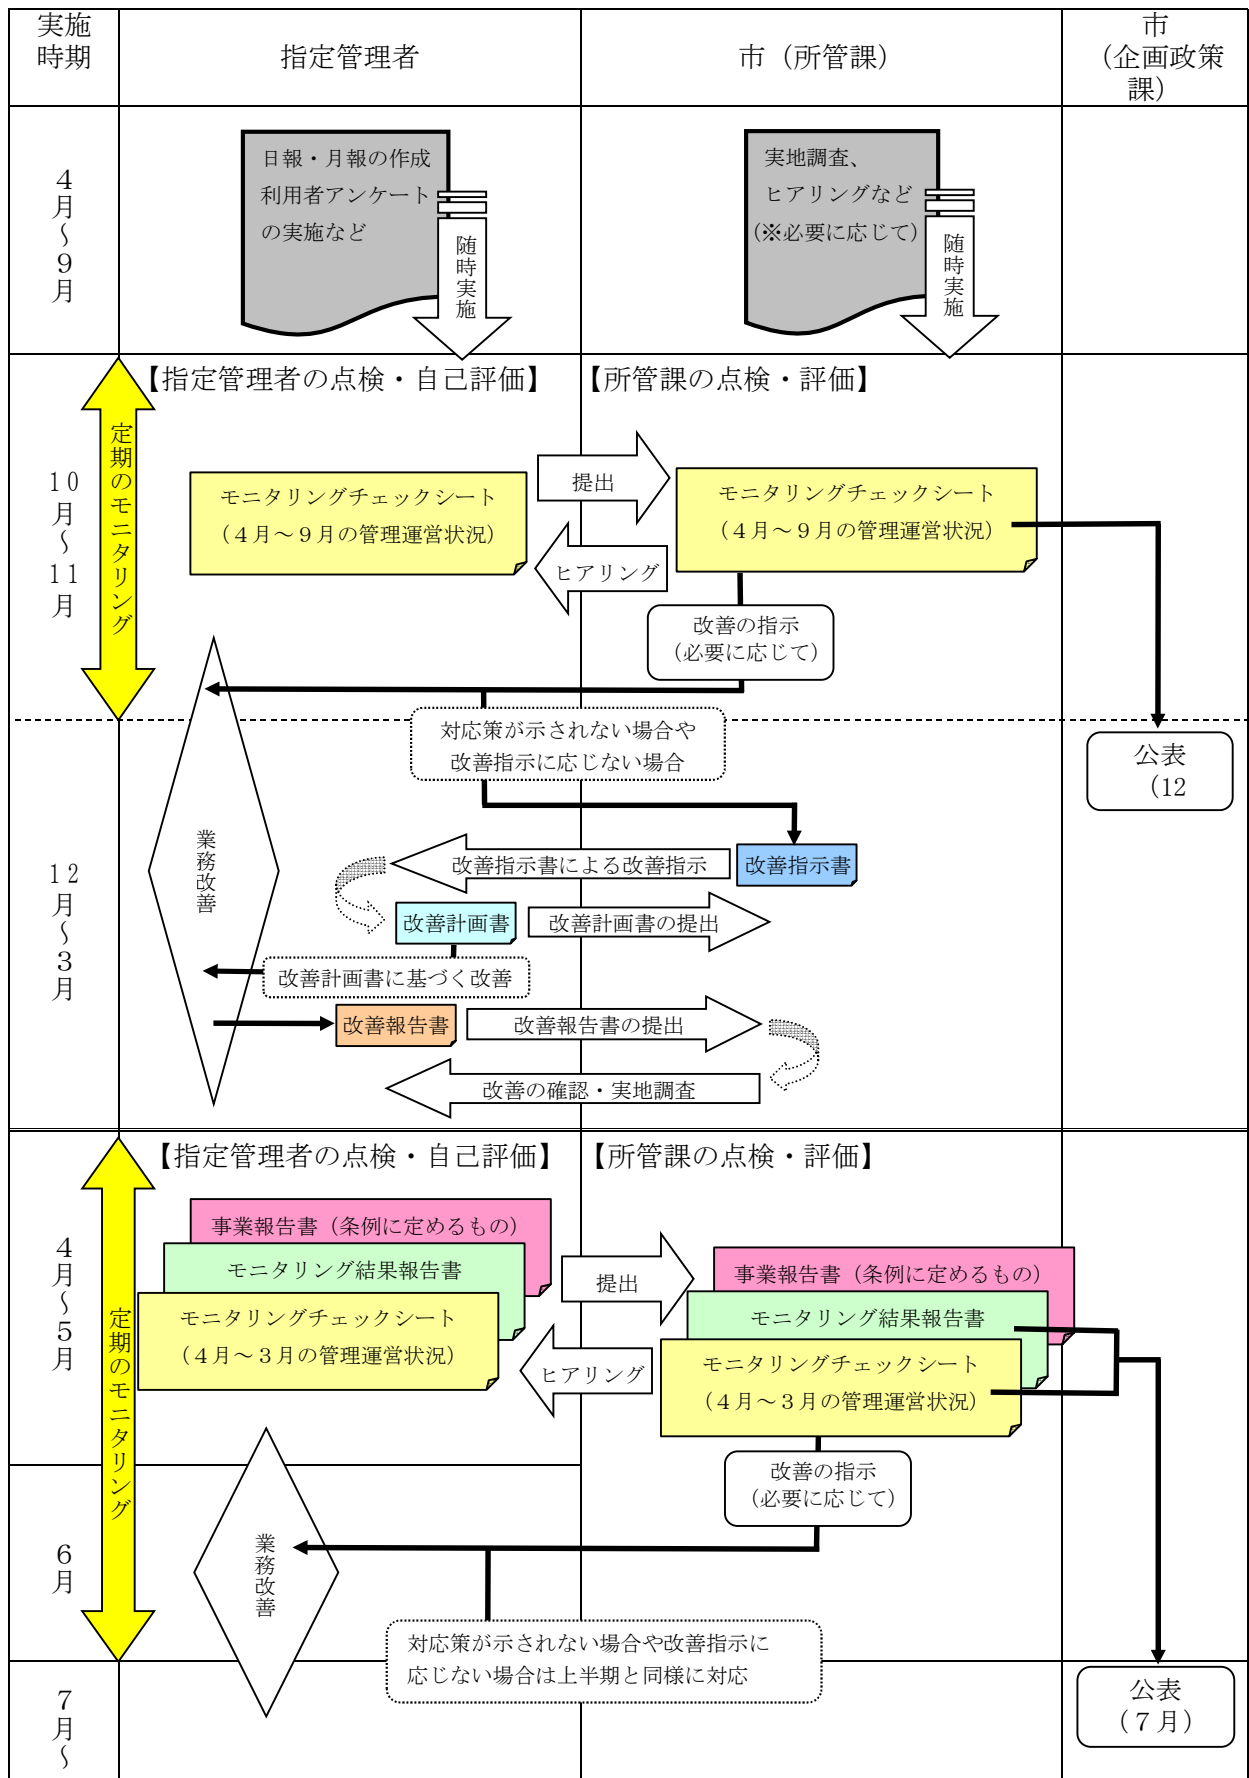 実施
時期
指定管理者
市（所管課）
市
（企画政策
課）
４月～９月
日報・月報の作成
利用者アンケート
の実施など
随時実施
実地調査、
ヒアリングなど
（※必要に応じて）
随時実施
10月～11月
定期のモニタリング
【指定管理者の点検・自己評価】
【所管課の点検・評価】
モニタリングチェックシート
（４月～９月の管理運営状況）
提出
ヒアリング
モニタリングチェックシート
（４月～９月の管理運営状況）
改善の指示
（必要に応じて）
対応策が示されない場合や
改善指示に応じない場合
公表
（12
12月～３月
業務改善
改善指示書による改善指示
改善指示書
改善計画書
改善計画書の提出
改善計画書に基づく改善
改善報告書
改善報告書の提出
改善の確認・実地調査
４月～５月
定期のモニタリング
【指定管理者の点検・自己評価】
【所管課の点検・評価】
事業報告書（条例に定めるもの）
モニタリング結果報告書
モニタリングチェックシート
（４月～３月の管理運営状況）
提出
ヒアリング
事業報告書（条例に定めるもの）
モニタリング結果報告書
モニタリングチェックシート
（４月～３月の管理運営状況）
改善の指示
（必要に応じて）
６月
業務改善
対応策が示されない場合や改善指示に
応じない場合は上半期と同様に対応
７月～
公表
（７月）